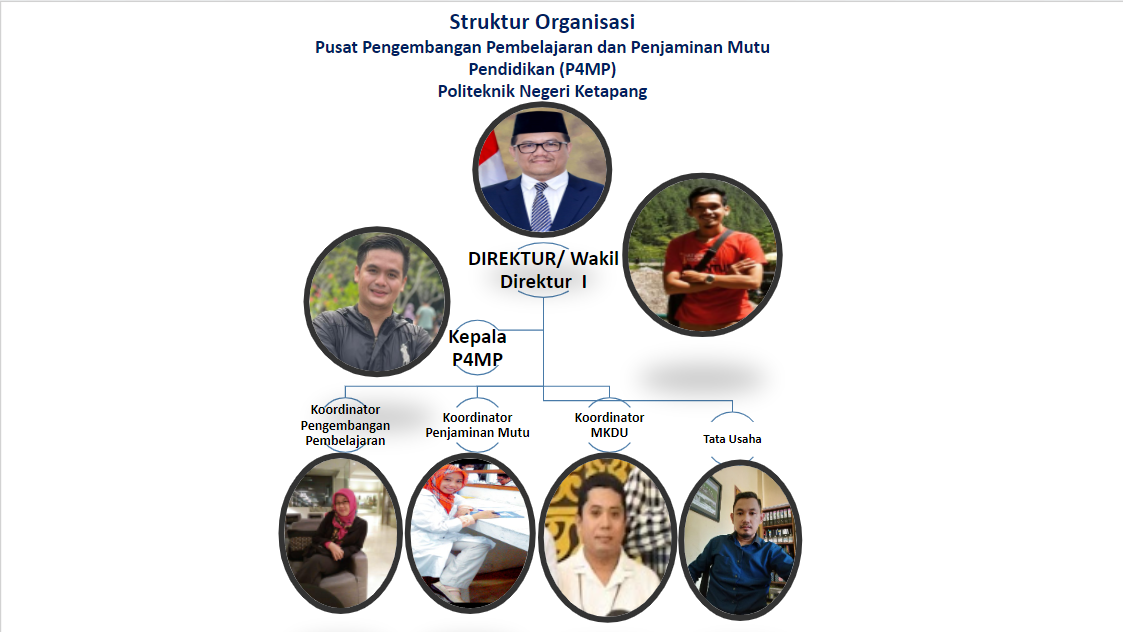 Struktur Organisasi
Pusat Pengembangan Pembelajaran dan Penjaminan Mutu
Pendidikan (P4MP)
Politeknik Negeri Ketapang
DIREKTUR/ Wakil
Direktur I
Kepala
P4MP
Koordinator
Pengembangan
Pembelajaran
Koordinator
Penjaminan Mutu
Koordinator
MKDU
Tata Usaha